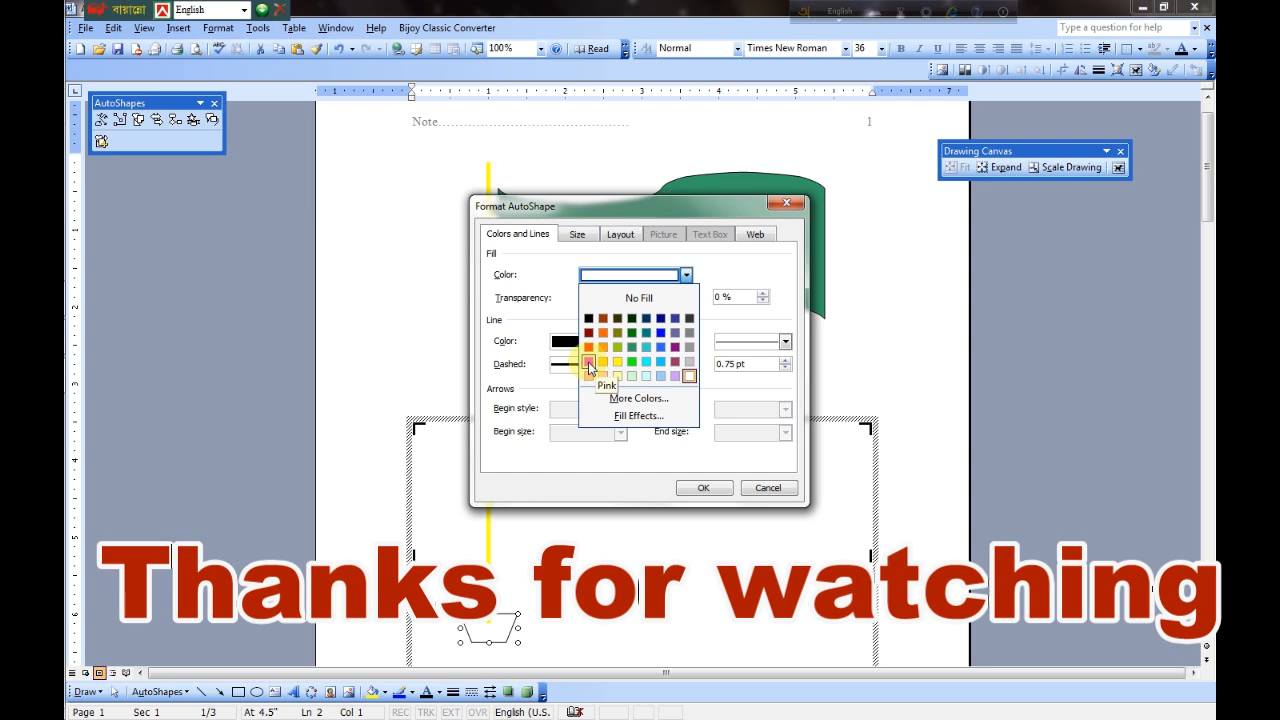 বায়ান্নো English
English
File Edit View Insert Format Tools Table Window Help Bijoy Classic Converter
Type a question for help
100% Read Normal Times New Roman 36 B I U
AutoShapes
Note................................................ 1
Drawing Canvas
Fit Expand Scale Drawing
Format AutoShape
Colors and Lines Size Layout Picture Text Box Web
Fill
Color:
Transparency: 0 %
No Fill
Line
Color:
Dashed: 0.75 pt
Pink
Arrows
More Colors...
Begin style:
Fill Effects...
Begin size: End size:
OK Cancel
Thanks for watching
Draw AutoShapes
Page 1 Sec 1 1/3 At 4.5" Ln 2 Col 1 REC TRK EXT OVR English (U.S.